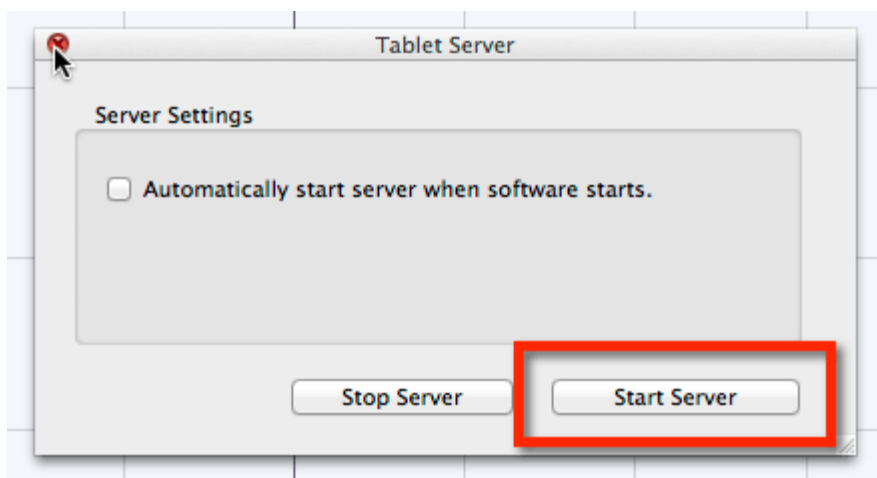 Tablet Server
Server Settings
Automatically start server when software starts.
Stop Server
Start Server